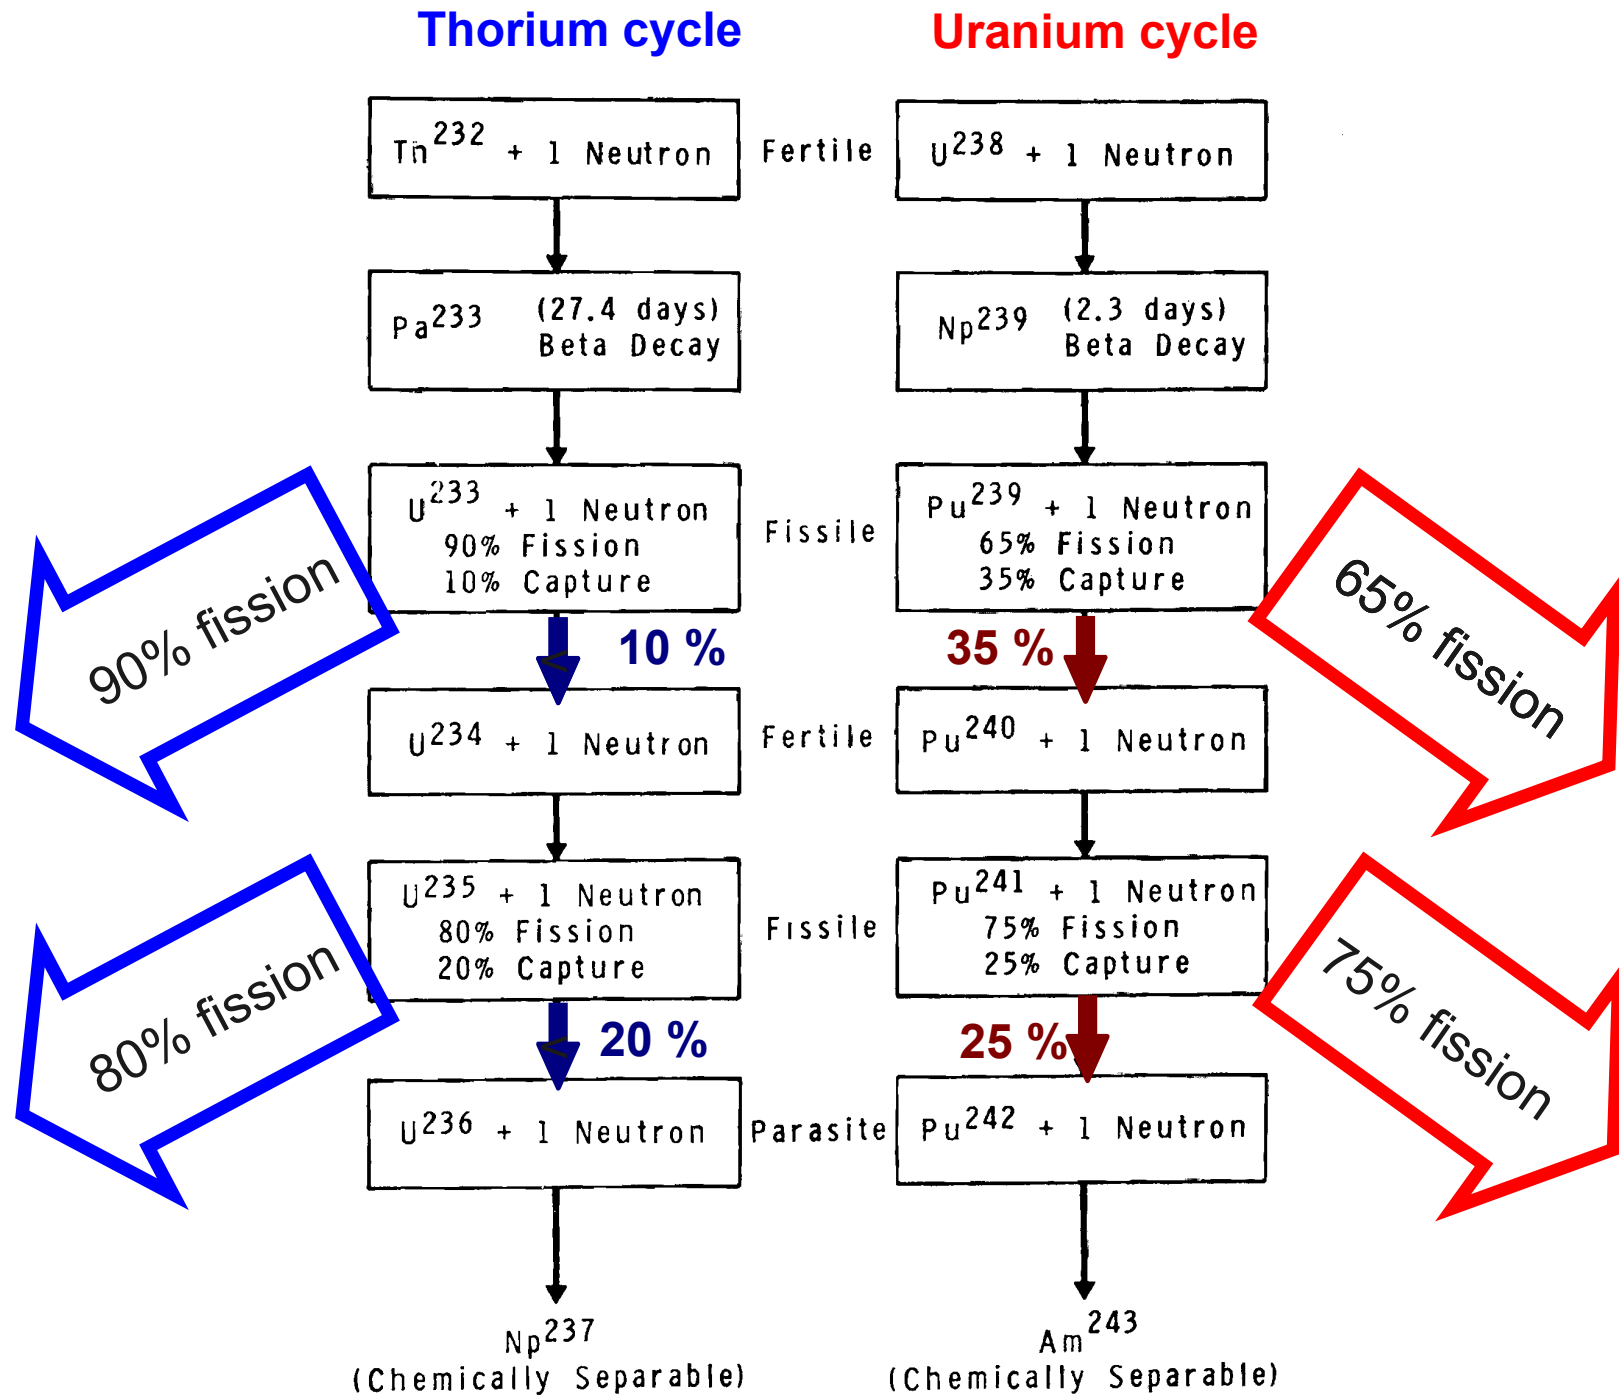 Thorium cycle
Uranium cycle
Th²³² + 1 Neutron
Fertile
U²³⁸ + 1 Neutron
Pa²³³ (27.4 days)
Beta Decay
Np²³⁹ (2.3 days)
Beta Decay
U²³³ + 1 Neutron
90% Fission
10% Capture
Fissile
Pu²³⁹ + 1 Neutron
65% Fission
35% Capture
90% fission
65% fission
10 %
35 %
U²³⁴ + 1 Neutron
Fertile
Pu²⁴⁰ + 1 Neutron
U²³⁵ + 1 Neutron
80% Fission
20% Capture
Fissile
Pu²⁴¹ + 1 Neutron
75% Fission
25% Capture
80% fission
75% fission
20 %
25 %
U²³⁶ + 1 Neutron
Parasite
Pu²⁴² + 1 Neutron
Np²³⁷
(Chemically Separable)
Am²⁴³
(Chemically Separable)